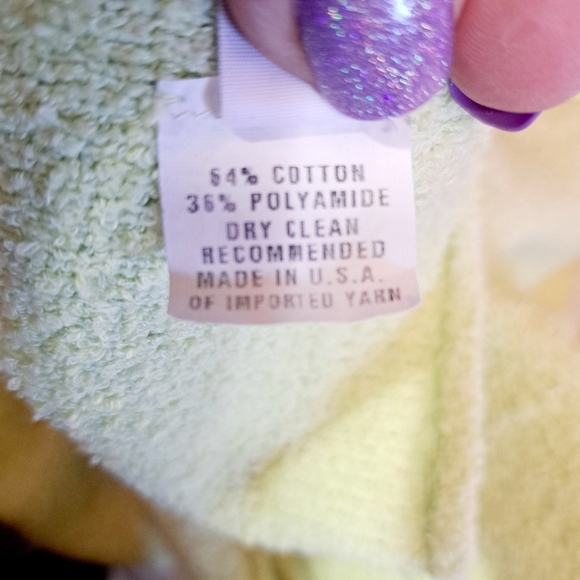 64% COTTON
36% POLYAMIDE
DRY CLEAN
RECOMMENDED
MADE IN U.S.A.
OF IMPORTED YARN